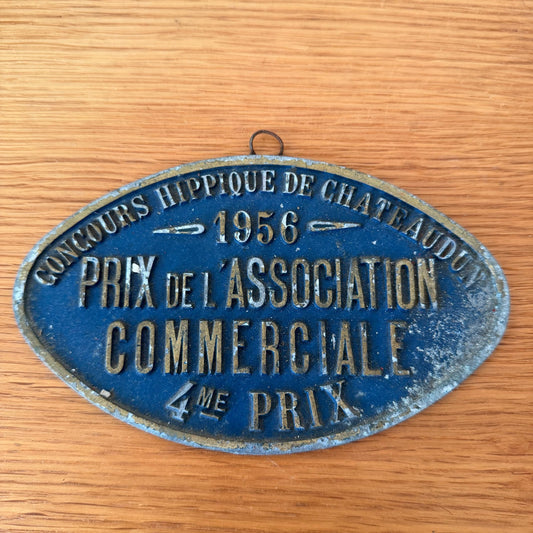 CONCOURS HIPPIQUE DE CHATEAUDUN
1956
PRIX DE L'ASSOCIATION
COMMERCIALE
4ME PRIX